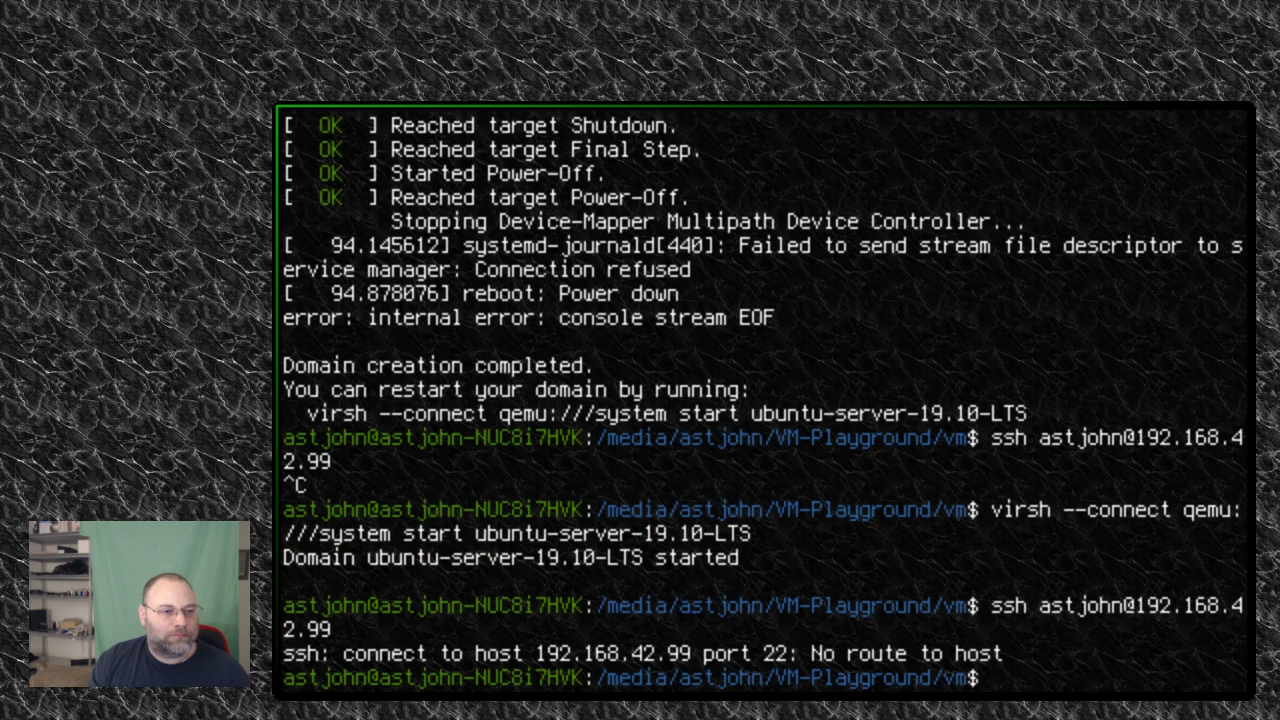 [  OK  ] Reached target Shutdown.
[  OK  ] Reached target Final Step.
[  OK  ] Started Power-Off.
[  OK  ] Reached target Power-Off.
         Stopping Device-Mapper Multipath Device Controller...
[   94.145612] systemd-journald[440]: Failed to send stream file descriptor to s
ervice manager: Connection refused
[   94.878076] reboot: Power down
error: internal error: console stream EOF
Domain creation completed.
You can restart your domain by running:
  virsh --connect qemu:///system start ubuntu-server-19.10-LTS
astjohn@astjohn-NUC8i7HVK:/media/astjohn/VM-Playground/vm$ ssh astjohn@192.168.4
2.99
^C
astjohn@astjohn-NUC8i7HVK:/media/astjohn/VM-Playground/vm$ virsh --connect qemu:
///system start ubuntu-server-19.10-LTS
Domain ubuntu-server-19.10-LTS started
astjohn@astjohn-NUC8i7HVK:/media/astjohn/VM-Playground/vm$ ssh astjohn@192.168.4
2.99
ssh: connect to host 192.168.42.99 port 22: No route to host
astjohn@astjohn-NUC8i7HVK:/media/astjohn/VM-Playground/vm$